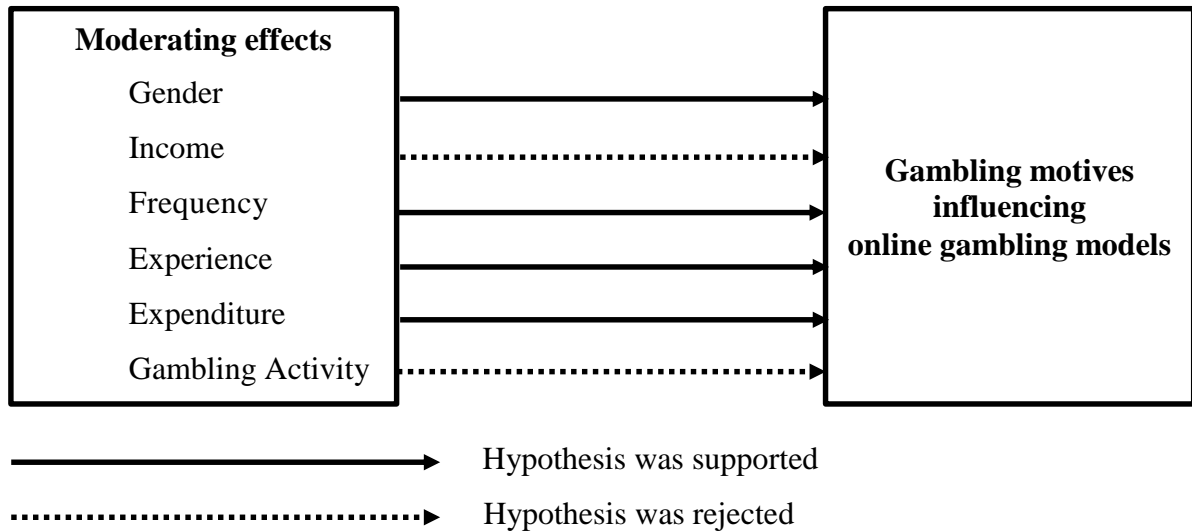 Moderating effects
Gender
Income
Frequency
Experience
Expenditure
Gambling Activity
Gambling motives
influencing
online gambling models
Hypothesis was supported
Hypothesis was rejected